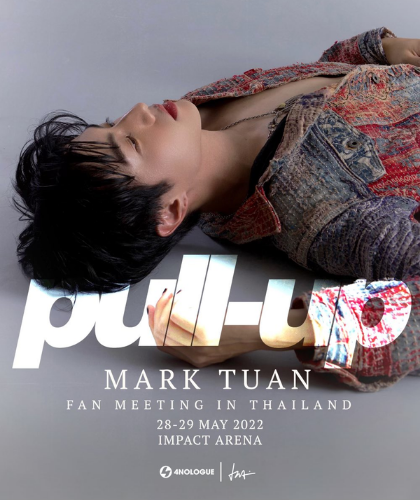 pull-up
MARK TUAN
FAN MEETING IN THAILAND
28-29 MAY 2022
IMPACT ARENA
4NOLOGUE